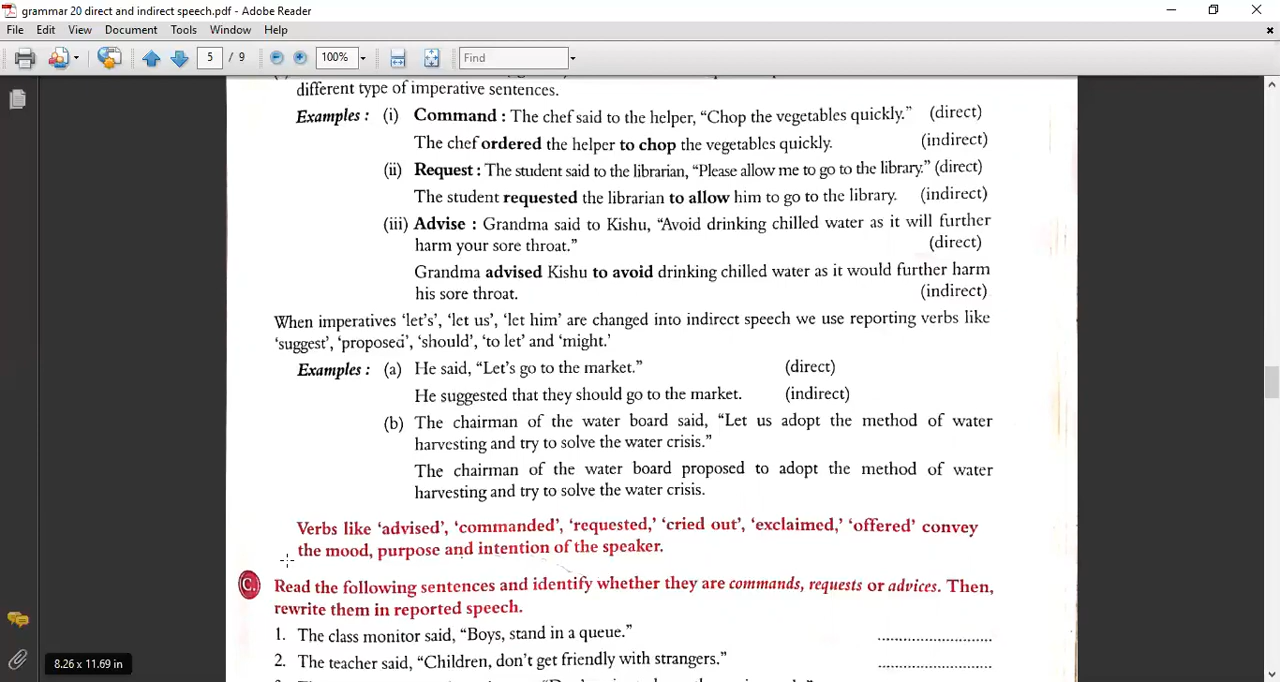 grammar 20 direct and indirect speech.pdf - Adobe Reader
File Edit View Document Tools Window Help
5 / 9 100% Find
different type of imperative sentences.
Examples : (i) Command : The chef said to the helper, “Chop the vegetables quickly.” (direct)
The chef ordered the helper to chop the vegetables quickly. (indirect)
(ii) Request : The student said to the librarian, “Please allow me to go to the library.” (direct)
The student requested the librarian to allow him to go to the library. (indirect)
(iii) Advise : Grandma said to Kishu, “Avoid drinking chilled water as it will further
harm your sore throat.” (direct)
Grandma advised Kishu to avoid drinking chilled water as it would further harm
his sore throat. (indirect)
When imperatives ‘let’s’, ‘let us’, ‘let him’ are changed into indirect speech we use reporting verbs like
‘suggest’, ‘proposed’, ‘should’, ‘to let’ and ‘might.’
Examples : (a) He said, “Let’s go to the market.” (direct)
He suggested that they should go to the market. (indirect)
(b) The chairman of the water board said, “Let us adopt the method of water
harvesting and try to solve the water crisis.”
The chairman of the water board proposed to adopt the method of water
harvesting and try to solve the water crisis.
Verbs like ‘advised’, ‘commanded’, ‘requested,’ ‘cried out’, ‘exclaimed,’ ‘offered’ convey
the mood, purpose and intention of the speaker.
C. Read the following sentences and identify whether they are commands, requests or advices. Then,
rewrite them in reported speech.
1. The class monitor said, “Boys, stand in a queue.” ........................
2. The teacher said, “Children, don’t get friendly with strangers.” ........................
8.26 x 11.69 in